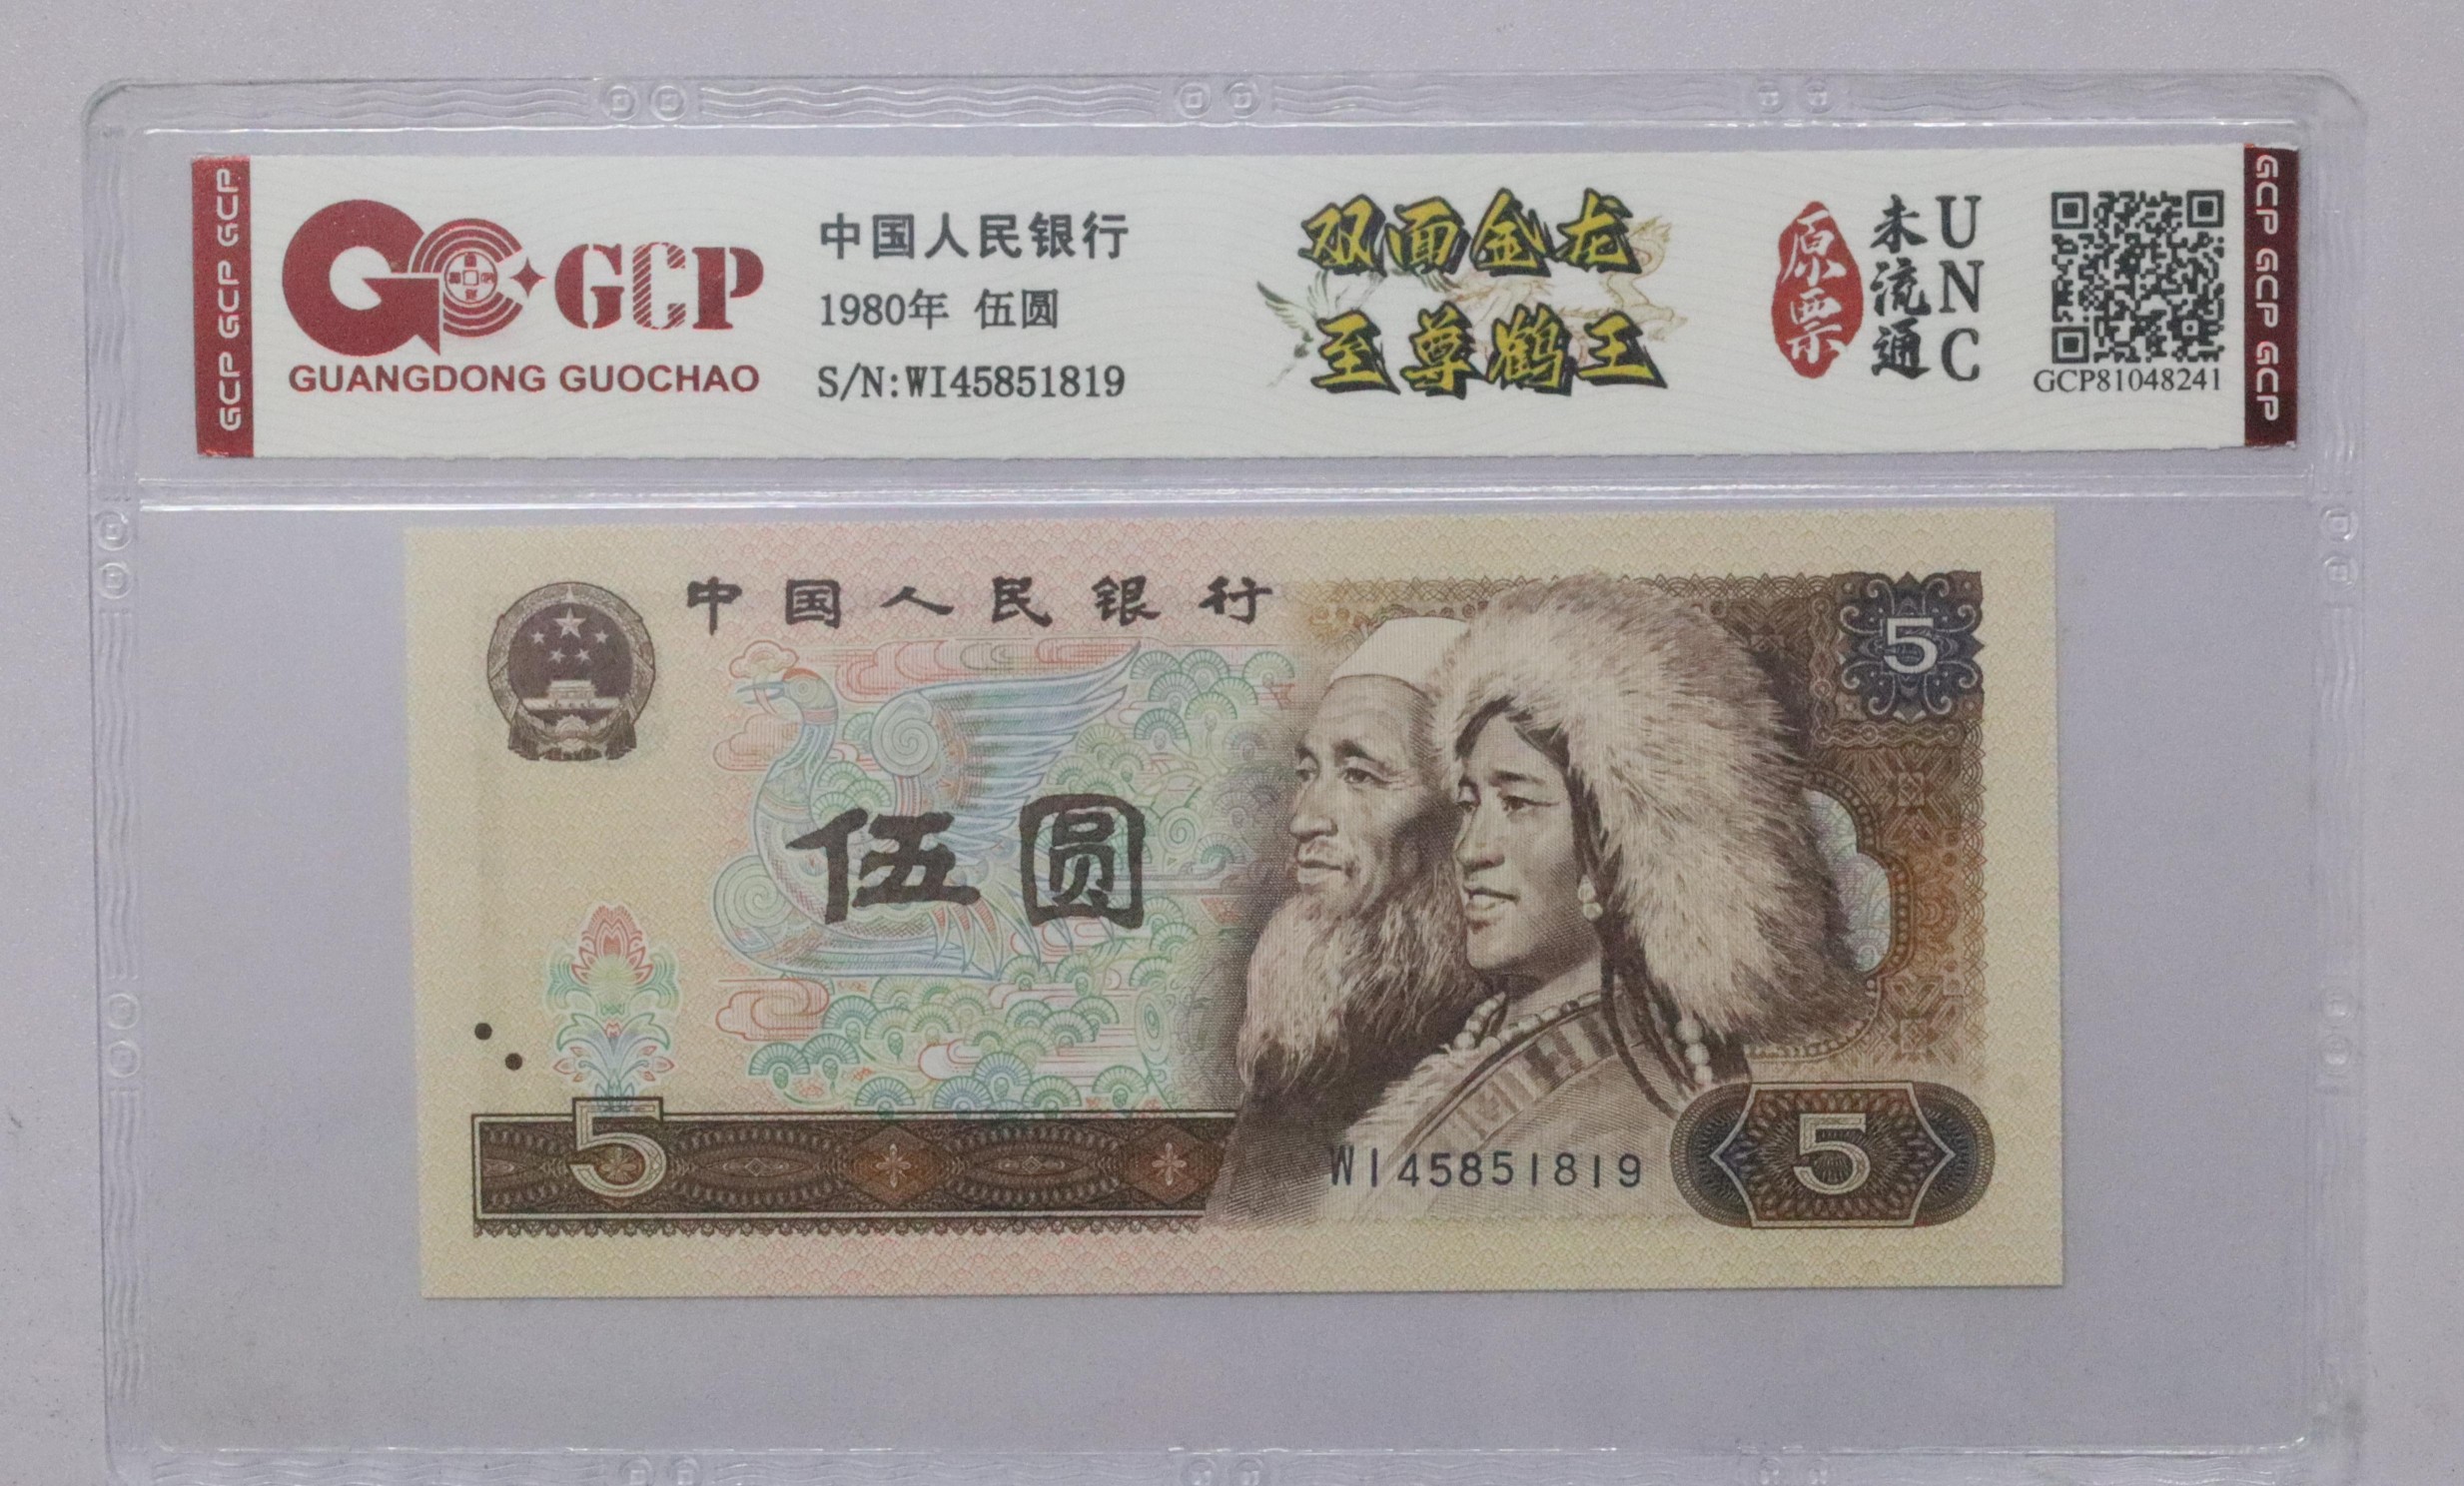 GCP GCP GCP GCP
GCP
GUANGDONG GUOCHAO
中国人民银行
1980年 伍圆
S/N:WI45851819
双面金龙
至尊鹤王
原票
未流通
UNC
GCP81048241
GCP GCP GCP GCP
中国人民银行
5
伍圆
5
WI45851819
5